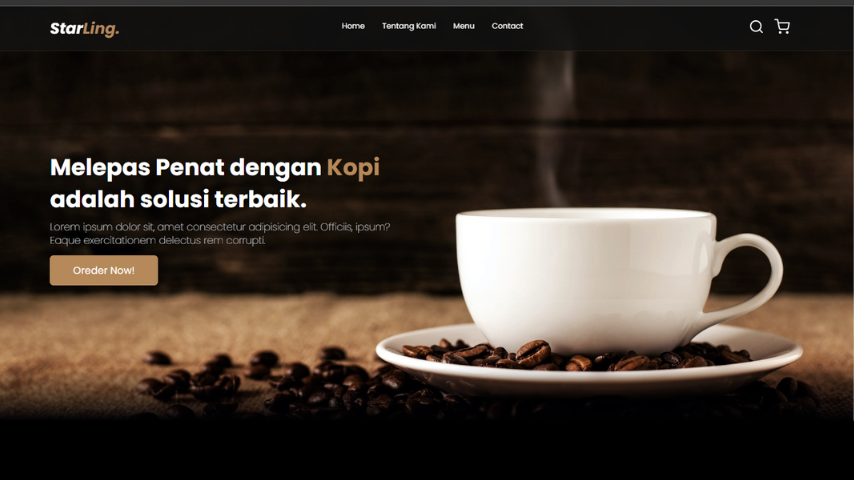 StarLing.
Home Tentang Kami Menu Contact
Melepas Penat dengan Kopi
adalah solusi terbaik.
Lorem ipsum dolor sit, amet consectetur adipisicing elit. Officiis, ipsum?
Eaque exercitationem delectus rem corrupti.
Oreder Now!